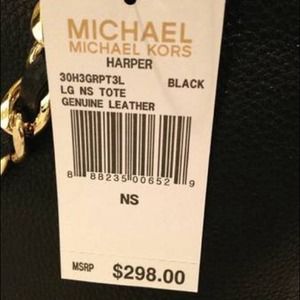 MICHAEL
MICHAEL KORS
HARPER
30H3GRPT3L BLACK
LG NS TOTE
GENUINE LEATHER
8 88235 00652 9
NS
MSRP $298.00